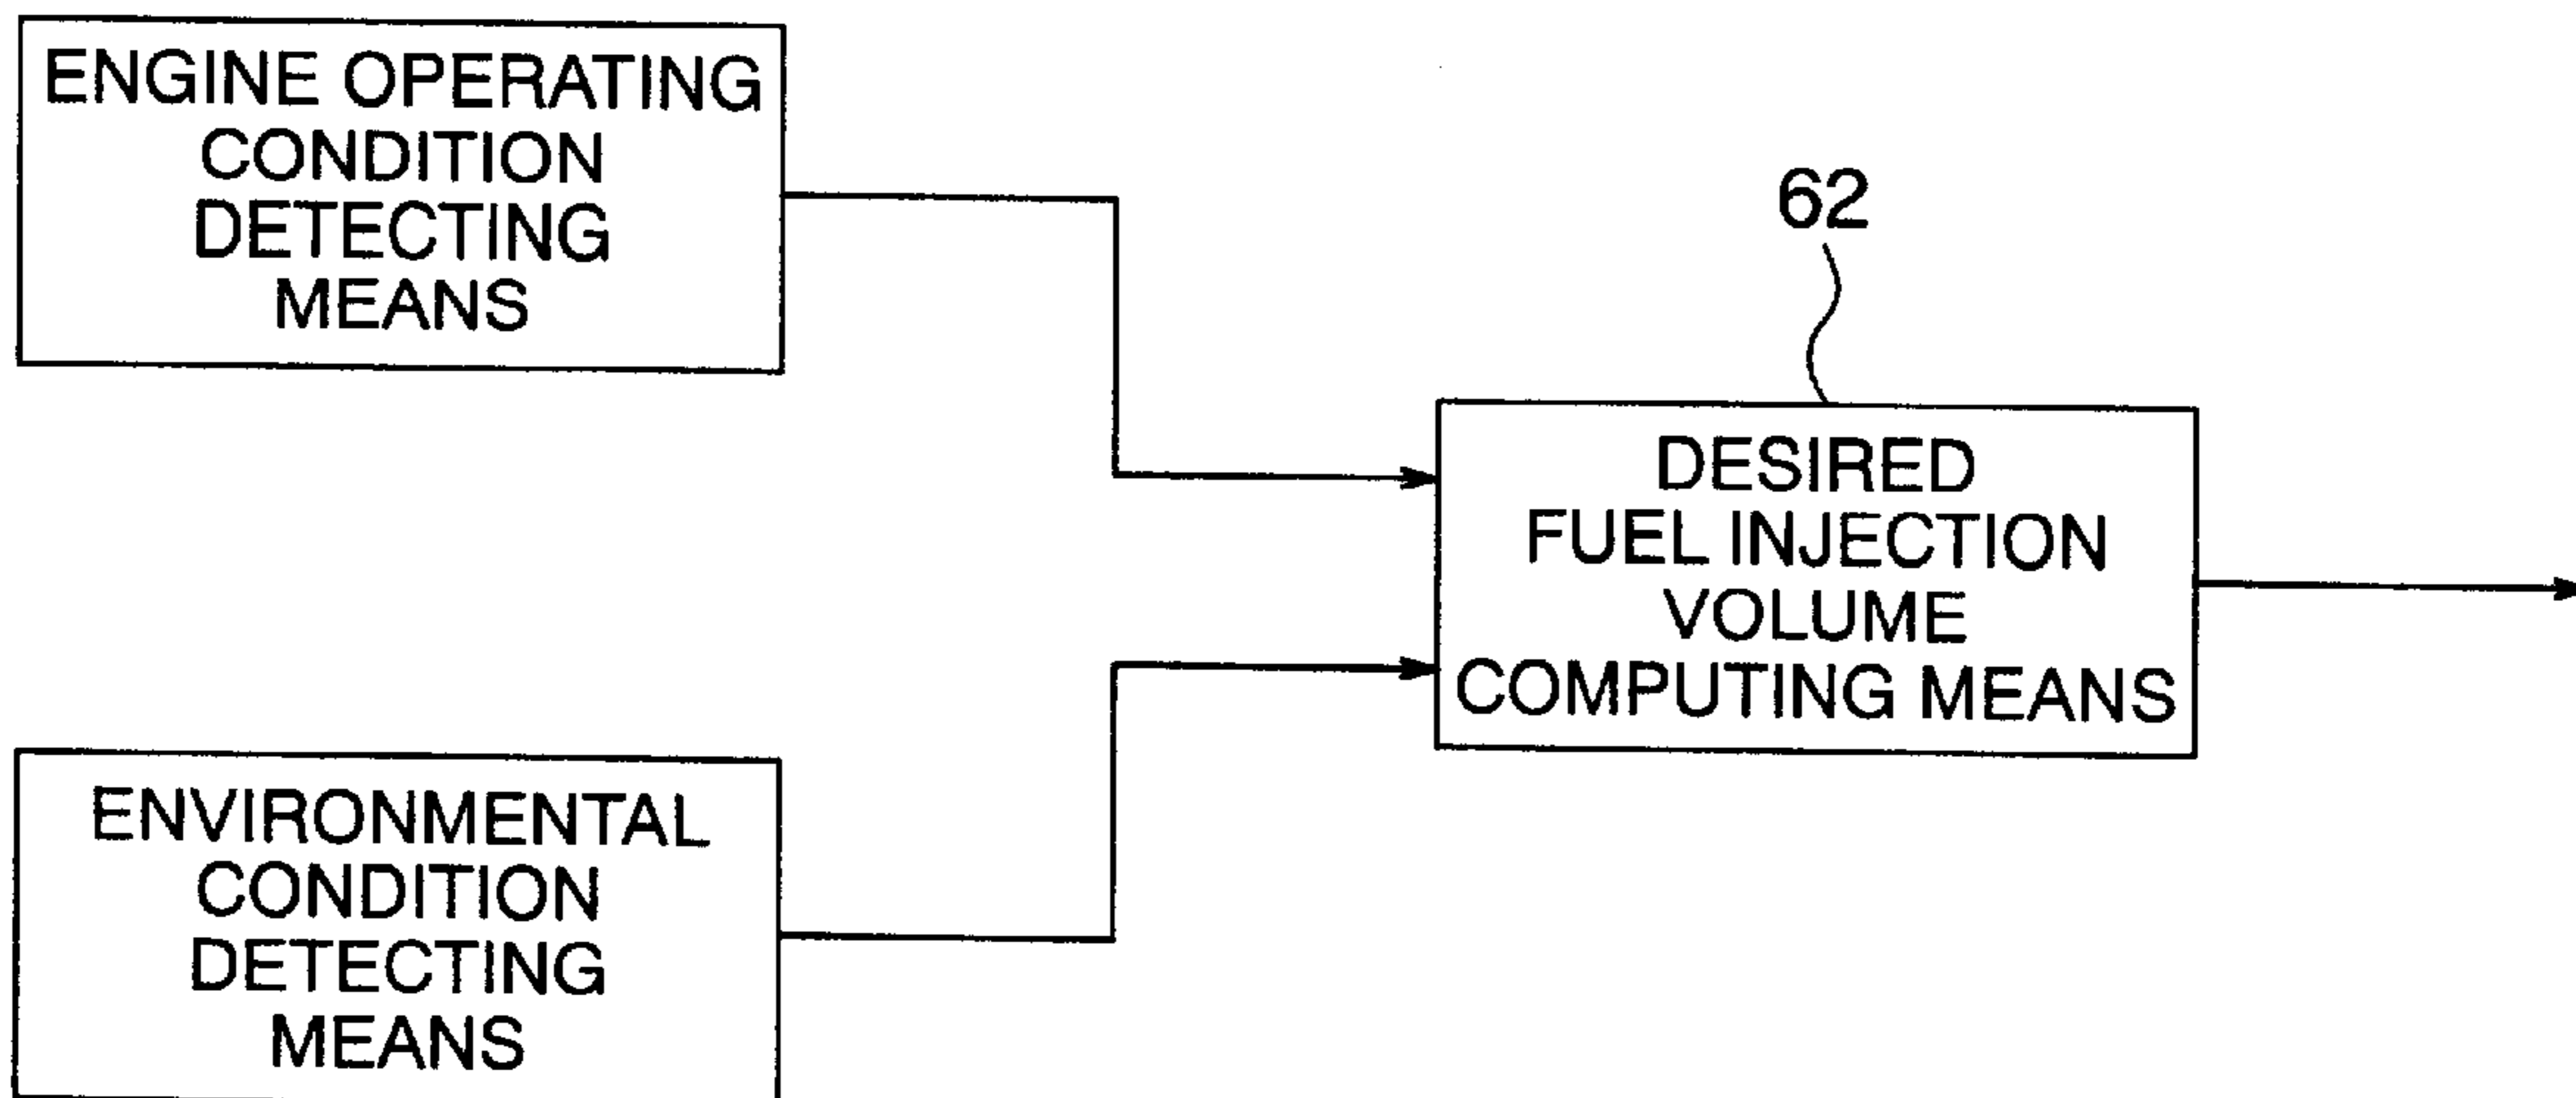 ENGINE OPERATING
CONDITION
DETECTING
MEANS
62
DESIRED
FUEL INJECTION
VOLUME
COMPUTING MEANS
ENVIRONMENTAL
CONDITION
DETECTING
MEANS